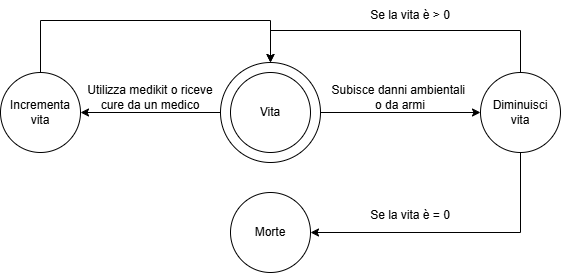 Se la vita è > 0
Incrementa
vita
Utilizza medikit o riceve
cure da un medico
Vita
Subisce danni ambientali
o da armi
Diminuisci
vita
Morte
Se la vita è = 0